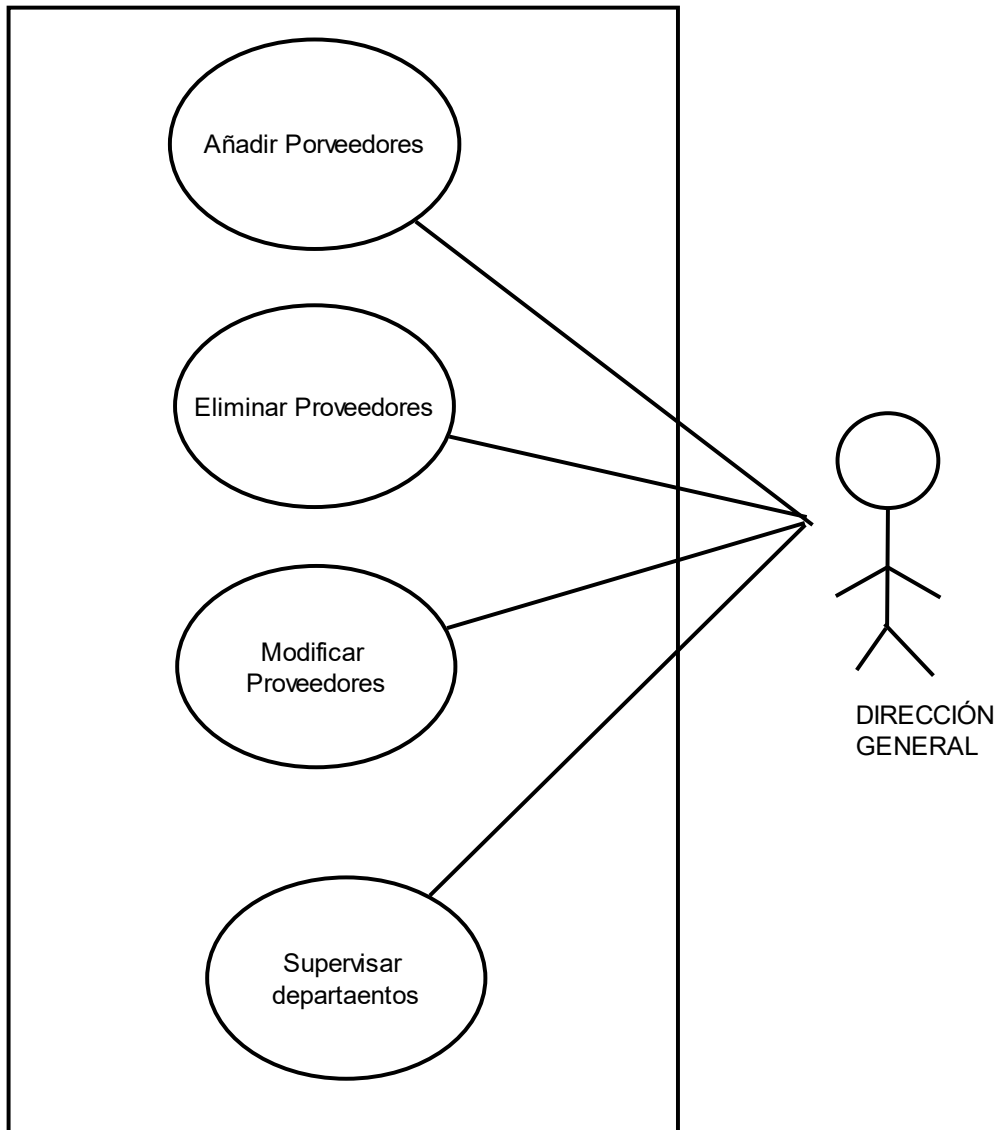 Añadir Porveedores
Eliminar Proveedores
Modificar
Proveedores
DIRECCIÓN
GENERAL
Supervisar
departaentos